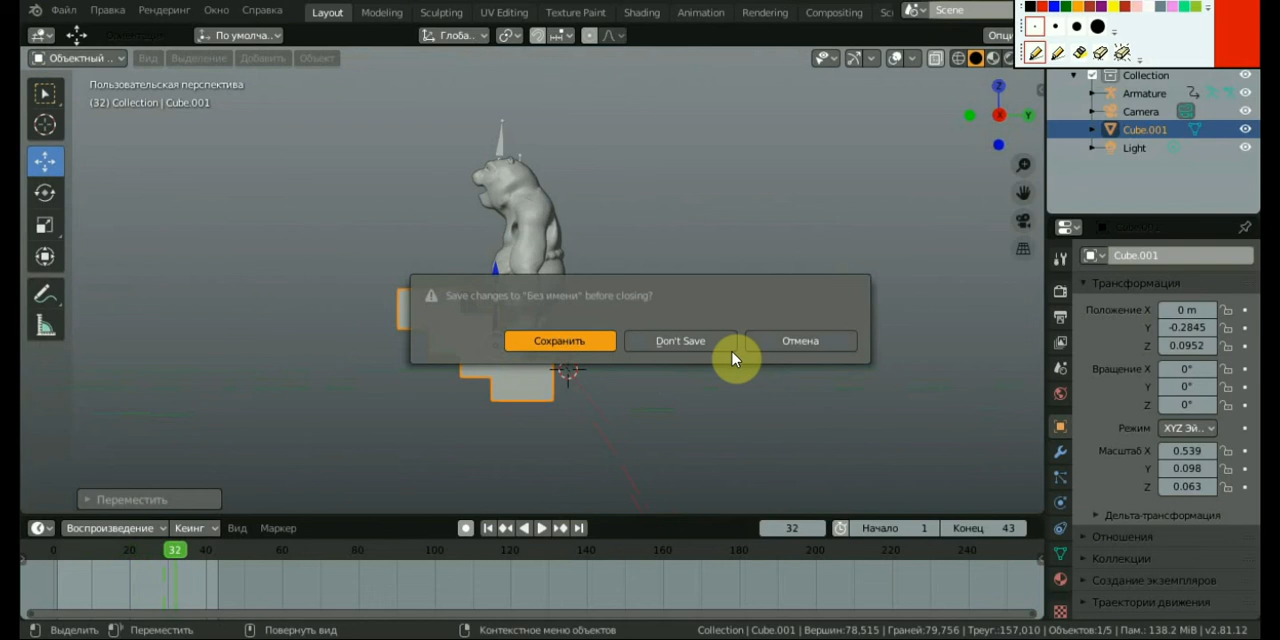 Файл Правка Рендеринг Окно Справка Layout Modeling Sculpting UV Editing Texture Paint Shading Animation Rendering Compositing Sc Scene
По умолча.. Глоба.. Опци
Объектный .. Вид Выделение Добавить Объект
Collection
Пользовательская перспектива
(32) Collection | Cube.001
Armature
Camera
Cube.001
Light
Z
X
Y
Cube.001
Cube.001
Трансформация
Save changes to "Без имени" before closing?
Сохранить Don't Save Отмена
Положение X 0 m
Y -0.2845
Z 0.0952
Вращение X 0°
Y 0°
Z 0°
Режим XYZ Эй..
Масштаб X 0.539
Y 0.098
Z 0.063
Дельта-трансформация
Отношения
Коллекции
Создание экземпляров
Траектории движения
Переместить
Воспроизведение Кеинг Вид Маркер 32 Начало 1 Конец 43
0 20 32 40 60 80 100 120 140 160 180 200 220 240
Выделить Переместить Повернуть вид Контекстное меню объектов Collection | Cube.001 | Вершин:78,515 | Граней:79,756 | Треуг.:157,010 | Объектов:1/5 | Пам.: 138.2 MiB | v2.81.12